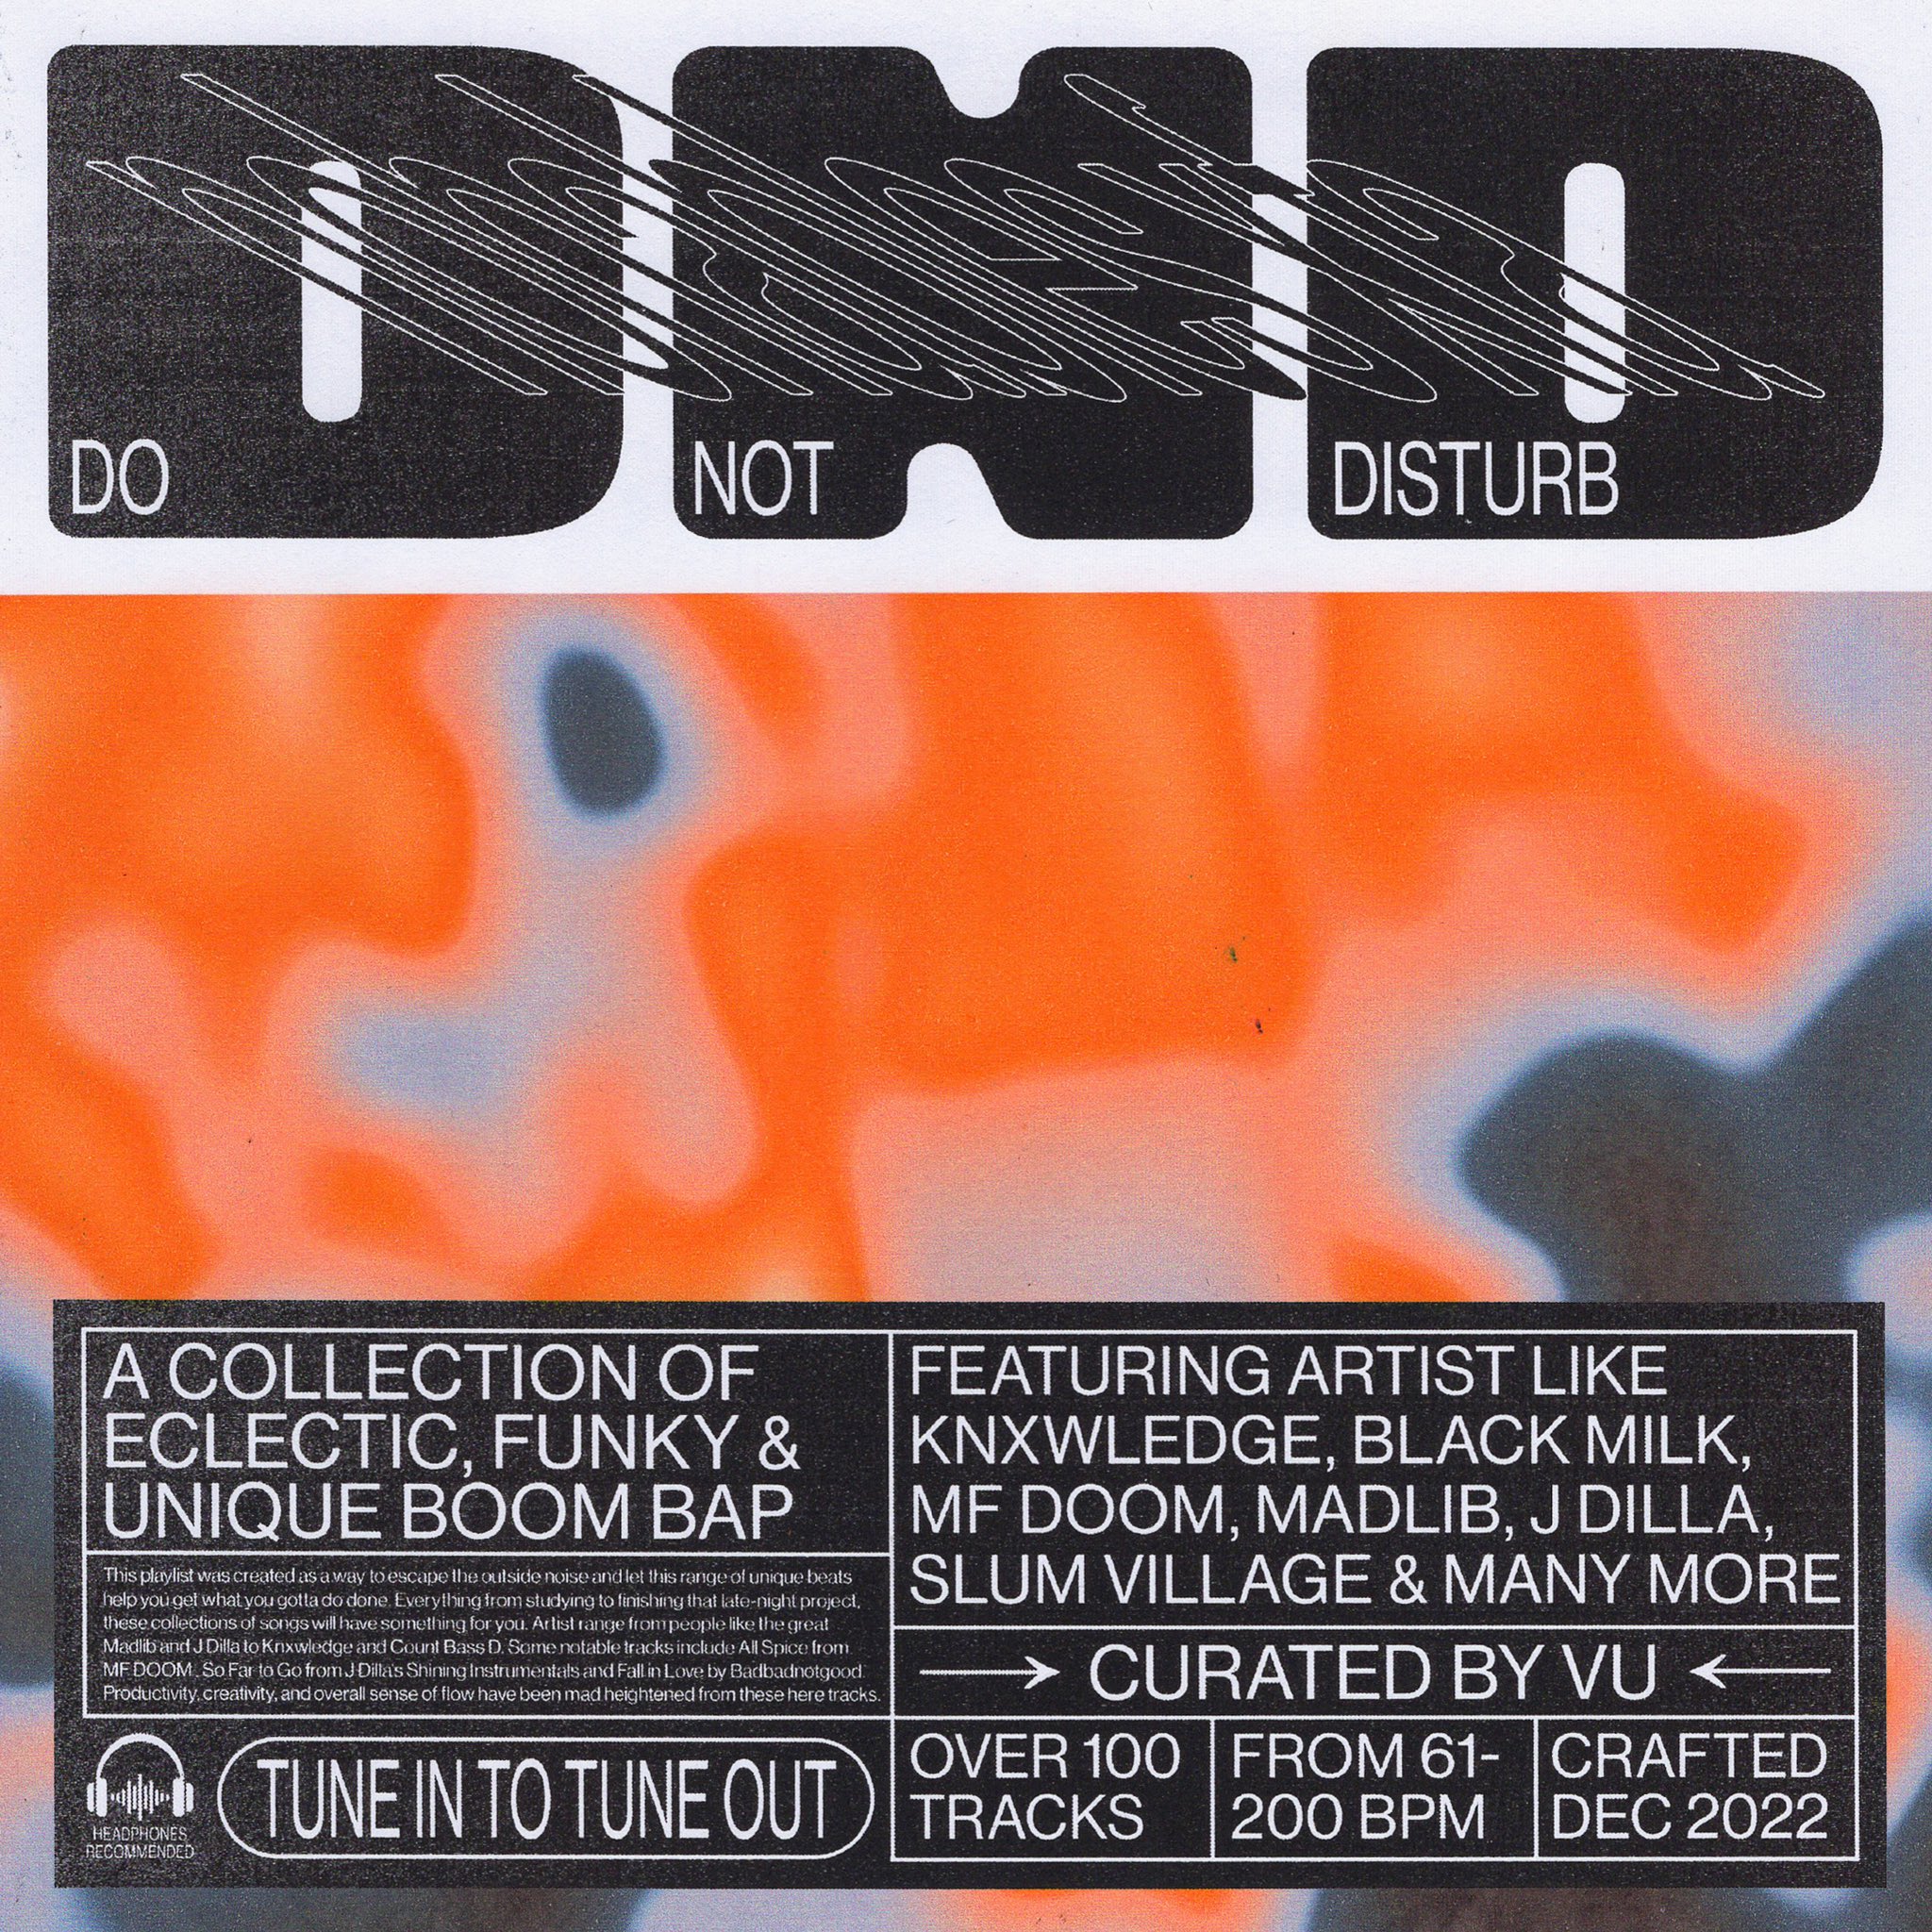 DND
DO
NOT
DISTURB
A COLLECTION OF
ECLECTIC, FUNKY &
UNIQUE BOOM BAP
This playlist was created as a way to escape the outside noise and let this range of unique beats
help you get what you gotta do done. Everything from studying to finishing that late-night project,
these collections of songs will have something for you. Artist range from people like the great
Madlib and J Dilla to Knxwledge and Count Bass D. Some notable tracks include All Spice from
MF DOOM, So Far to Go from J Dilla's Shining Instrumentals and Fall in Love by Badbadnotgood.
Productivity, creativity, and overall sense of flow have been mad heightened from these here tracks.
HEADPHONES
RECOMMENDED
TUNE IN TO TUNE OUT
FEATURING ARTIST LIKE
KNXWLEDGE, BLACK MILK,
MF DOOM, MADLIB, J DILLA,
SLUM VILLAGE & MANY MORE
CURATED BY VU
OVER 100
TRACKS
FROM 61-
200 BPM
CRAFTED
DEC 2022